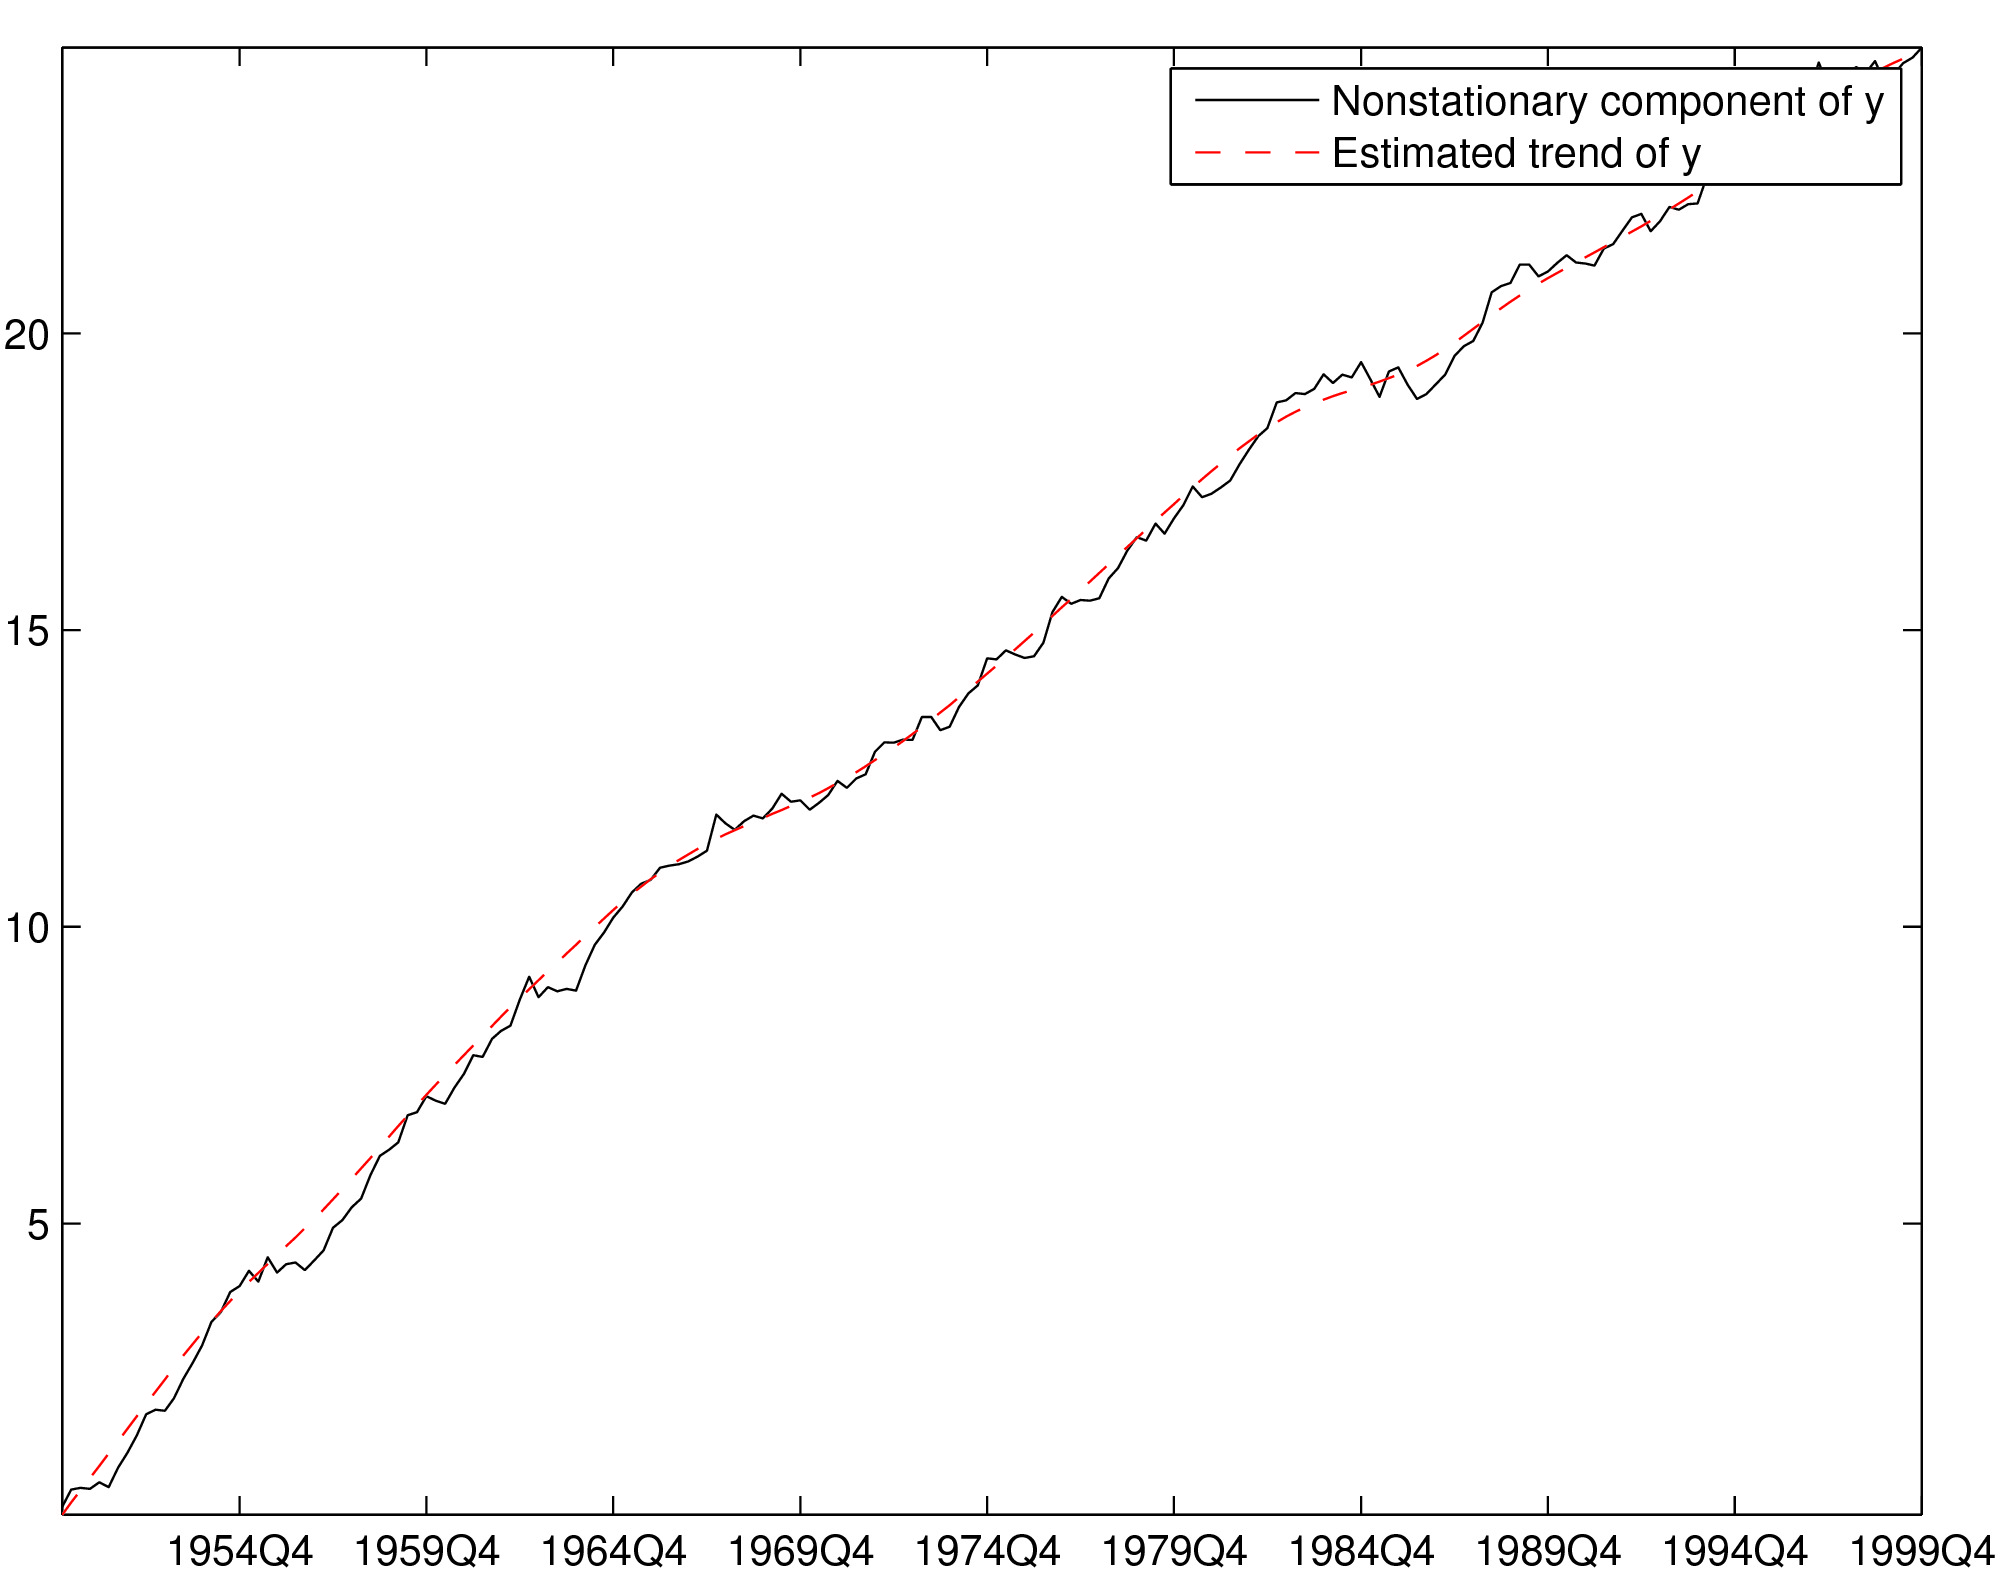 Nonstationary component of y
Estimated trend of y
20
15
10
5
1954Q4 1959Q4 1964Q4 1969Q4 1974Q4 1979Q4 1984Q4 1989Q4 1994Q4 1999Q4